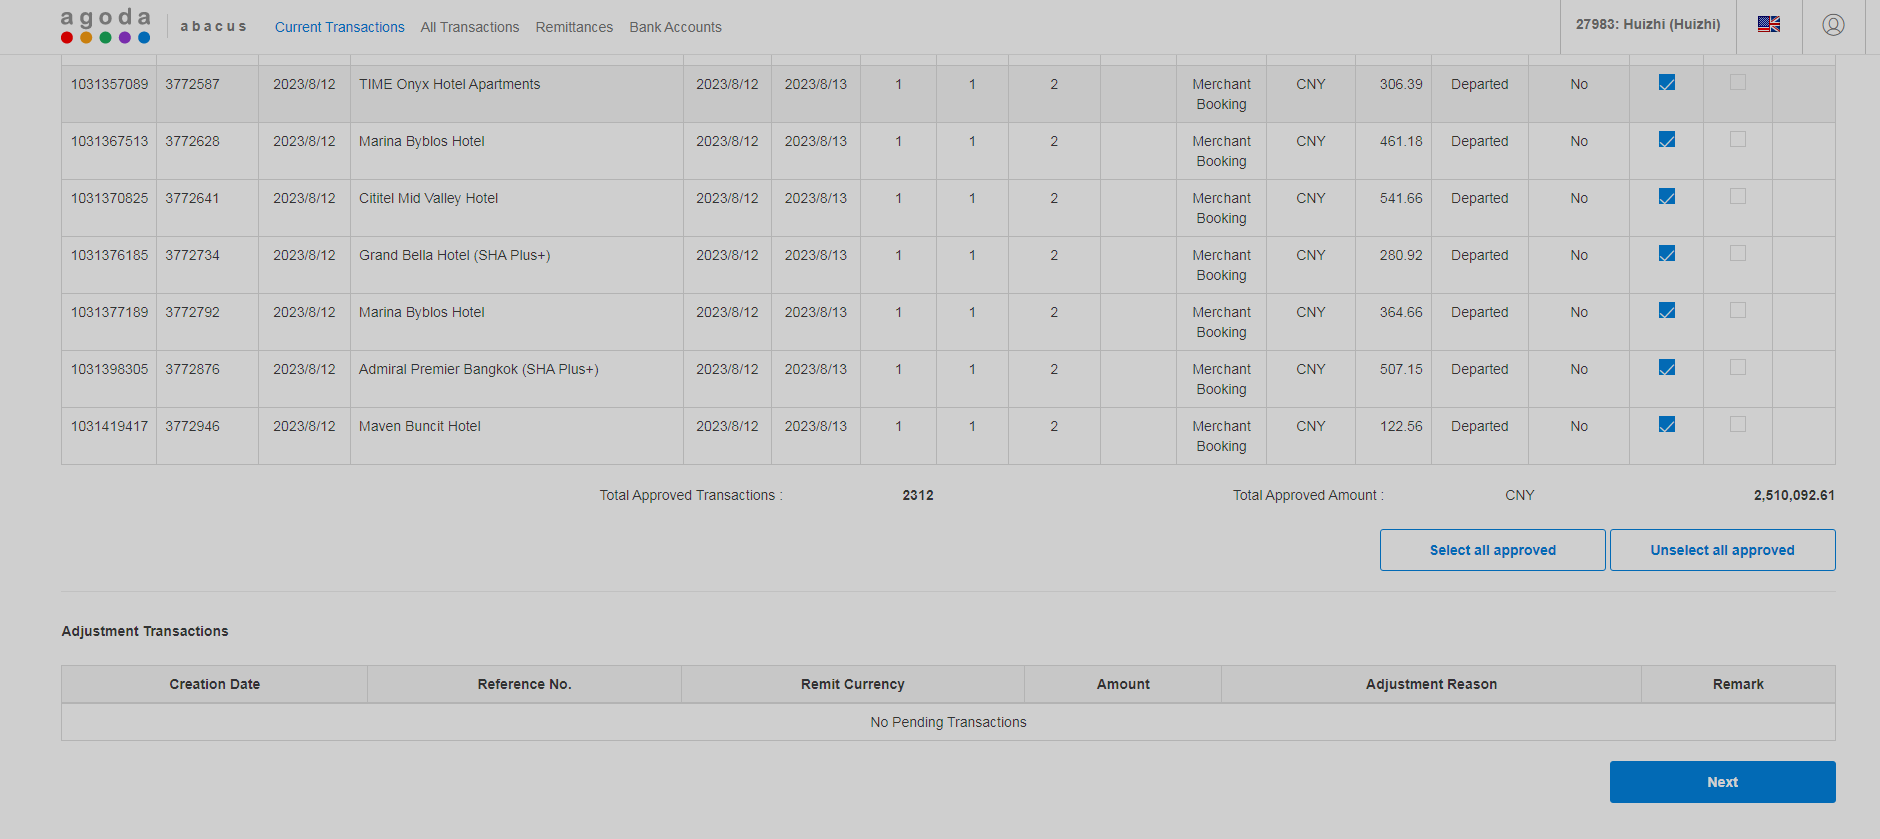 agoda
abacus
Current Transactions All Transactions Remittances Bank Accounts
27983: Huizhi (Huizhi)
1031357089 3772587 2023/8/12 TIME Onyx Hotel Apartments 2023/8/12 2023/8/13 1 1 2 Merchant Booking CNY 306.39 Departed No
1031367513 3772628 2023/8/12 Marina Byblos Hotel 2023/8/12 2023/8/13 1 1 2 Merchant Booking CNY 461.18 Departed No
1031370825 3772641 2023/8/12 Cititel Mid Valley Hotel 2023/8/12 2023/8/13 1 1 2 Merchant Booking CNY 541.66 Departed No
1031376185 3772734 2023/8/12 Grand Bella Hotel (SHA Plus+) 2023/8/12 2023/8/13 1 1 2 Merchant Booking CNY 280.92 Departed No
1031377189 3772792 2023/8/12 Marina Byblos Hotel 2023/8/12 2023/8/13 1 1 2 Merchant Booking CNY 364.66 Departed No
1031398305 3772876 2023/8/12 Admiral Premier Bangkok (SHA Plus+) 2023/8/12 2023/8/13 1 1 2 Merchant Booking CNY 507.15 Departed No
1031419417 3772946 2023/8/12 Maven Buncit Hotel 2023/8/12 2023/8/13 1 1 2 Merchant Booking CNY 122.56 Departed No
Total Approved Transactions : 2312 Total Approved Amount : CNY 2,510,092.61
Select all approved Unselect all approved
Adjustment Transactions
Creation Date Reference No. Remit Currency Amount Adjustment Reason Remark
No Pending Transactions
Next